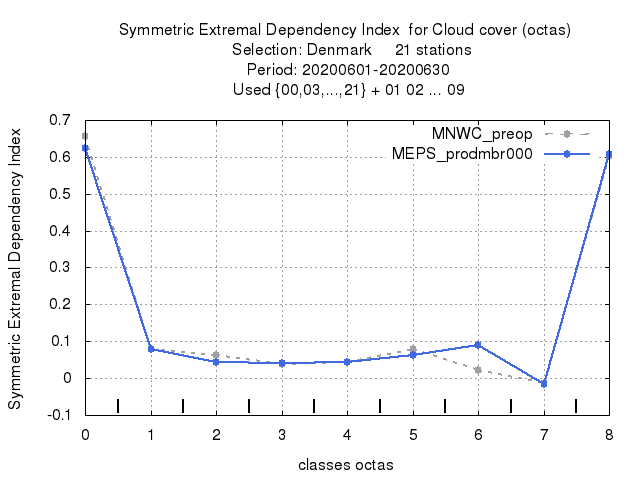 Symmetric Extremal Dependency Index  for Cloud cover (octas)
Selection: Denmark     21 stations
Period: 20200601-20200630
Used {00,03,...,21} + 01 02 ... 09
MNWC_preop
MEPS_prodmbr000
Symmetric Extremal Dependency Index
0.7
0.6
0.5
0.4
0.3
0.2
0.1
0
-0.1
0 1 2 3 4 5 6 7 8
classes octas